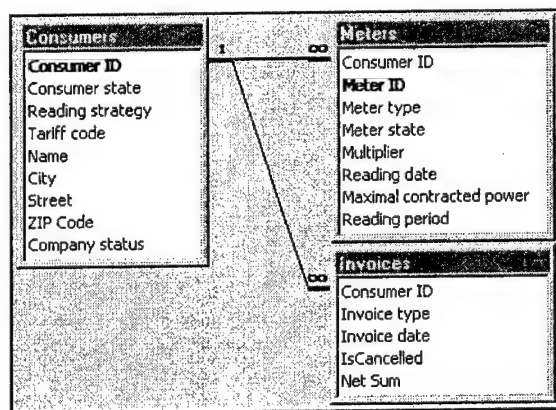 Consumers
Consumer ID
Consumer state
Reading strategy
Tariff code
Name
City
Street
ZIP Code
Company status
1
∞
∞
Meters
Consumer ID
Meter ID
Meter type
Meter state
Multiplier
Reading date
Maximal contracted power
Reading period
Invoices
Consumer ID
Invoice type
Invoice date
IsCancelled
Net Sum